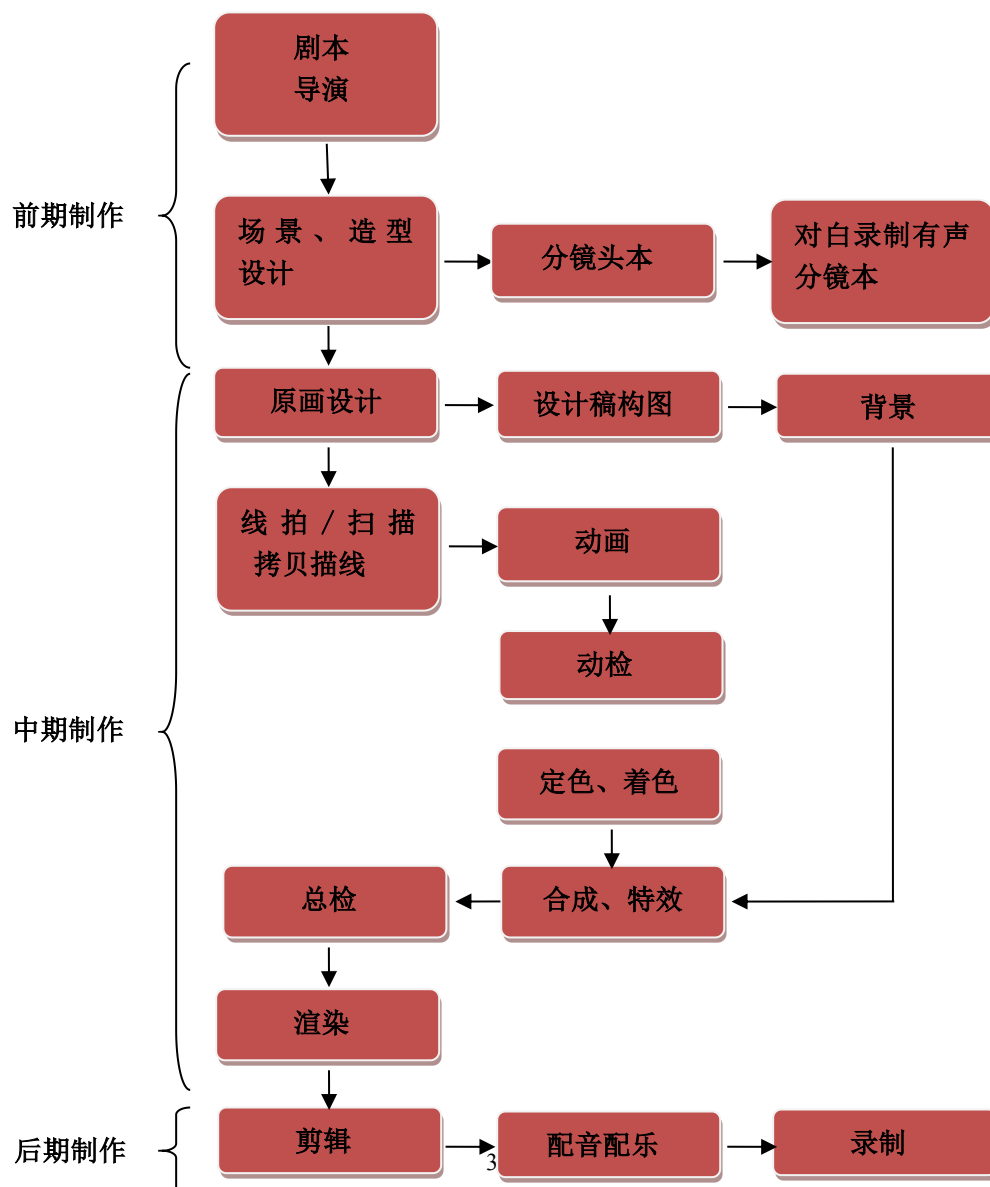 剧本
导演
前期制作
场景、造型
设计
分镜头本
对白录制有声
分镜本
原画设计
设计稿构图
背景
线拍/扫描
拷贝描线
动画
动检
中期制作
定色、着色
总检
合成、特效
渲染
后期制作
剪辑
配音配乐
录制
3